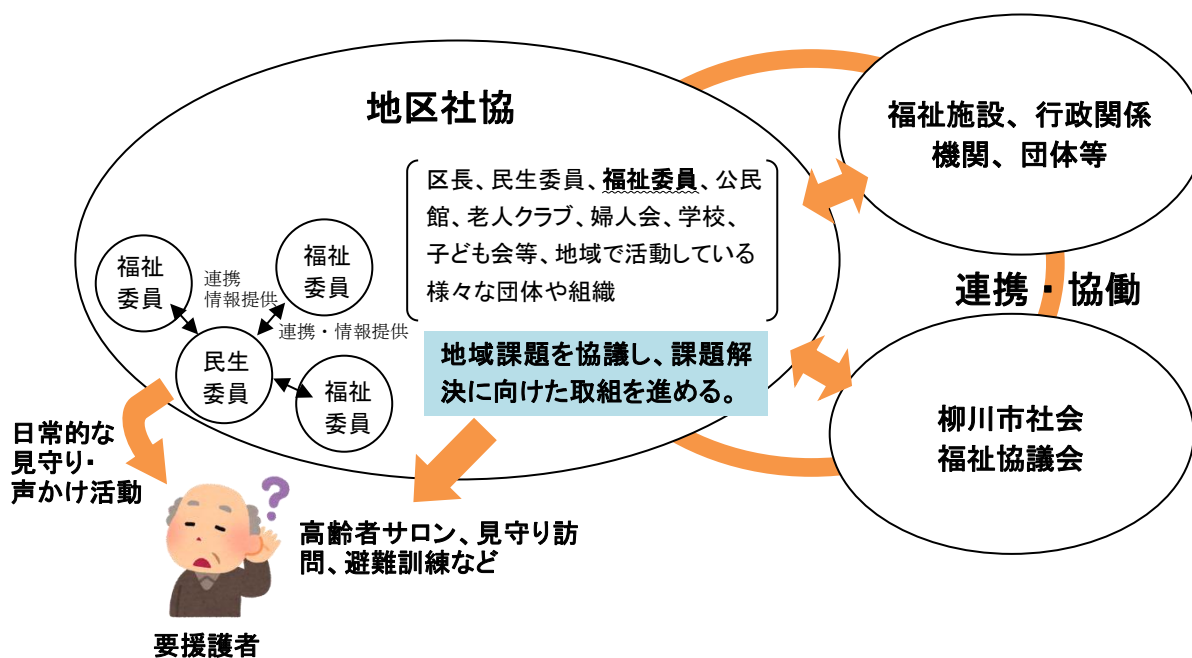 地区社協
区長、民生委員、福祉委員、公民
館、老人クラブ、婦人会、学校、
子ども会等、地域で活動している
様々な団体や組織
福祉
委員
連携
情報提供
福祉
委員
連携・情報提供
民生
委員
福祉
委員
地域課題を協議し、課題解
決に向けた取組を進める。
福祉施設、行政関係
機関、団体等
連携・協働
柳川市社会
福祉協議会
日常的な
見守り・
声かけ活動
?
高齢者サロン、見守り訪
問、避難訓練など
要援護者